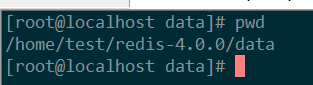 [root@localhost data]# pwd
/home/test/redis-4.0.0/data
[root@localhost data]#